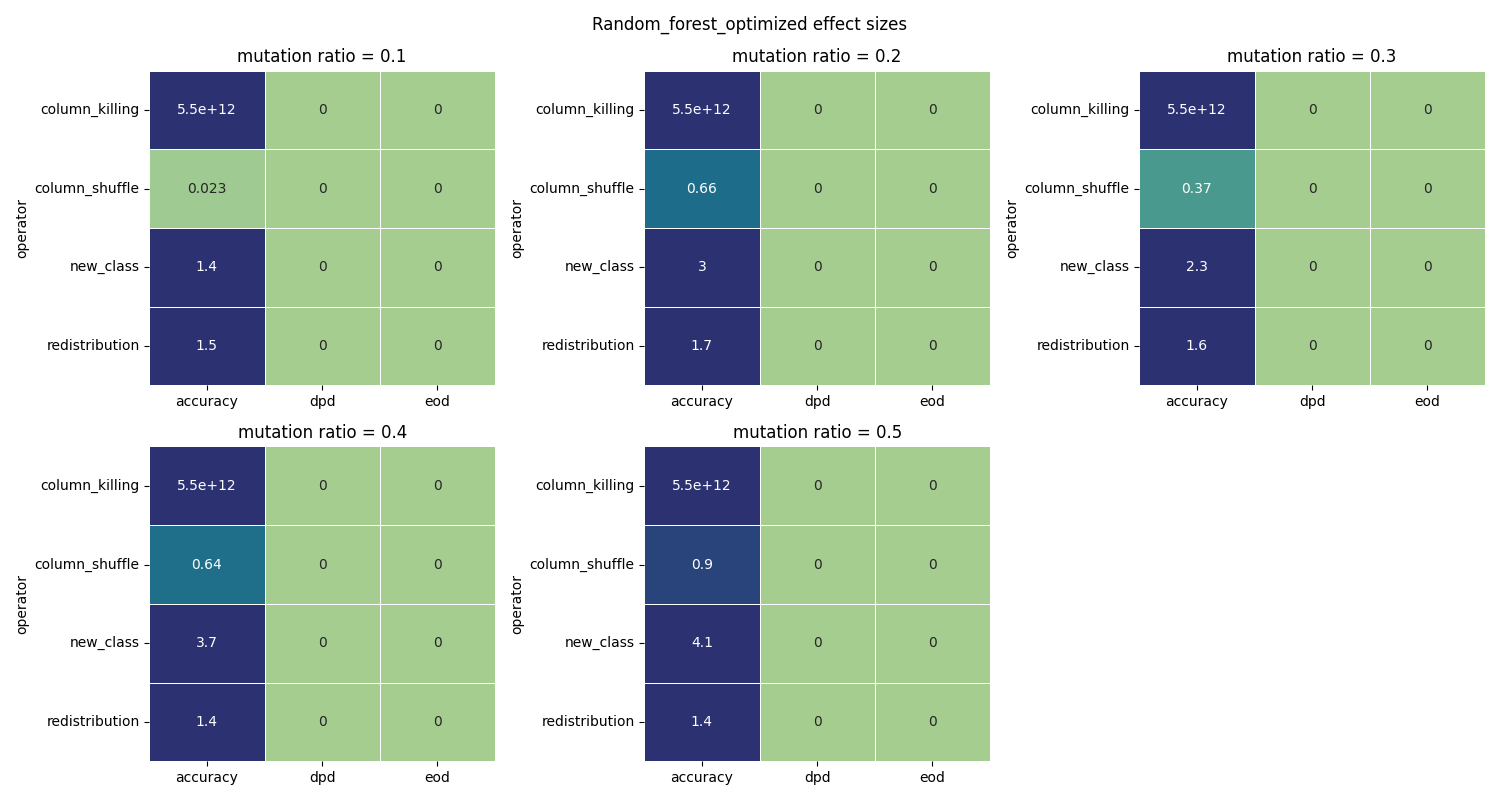 Random_forest_optimized effect sizes
mutation ratio = 0.1
operator
column_killing 5.5e+12 0 0
column_shuffle 0.023 0 0
new_class 1.4 0 0
redistribution 1.5 0 0
accuracy dpd eod
mutation ratio = 0.2
operator
column_killing 5.5e+12 0 0
column_shuffle 0.66 0 0
new_class 3 0 0
redistribution 1.7 0 0
accuracy dpd eod
mutation ratio = 0.3
operator
column_killing 5.5e+12 0 0
column_shuffle 0.37 0 0
new_class 2.3 0 0
redistribution 1.6 0 0
accuracy dpd eod
mutation ratio = 0.4
operator
column_killing 5.5e+12 0 0
column_shuffle 0.64 0 0
new_class 3.7 0 0
redistribution 1.4 0 0
accuracy dpd eod
mutation ratio = 0.5
operator
column_killing 5.5e+12 0 0
column_shuffle 0.9 0 0
new_class 4.1 0 0
redistribution 1.4 0 0
accuracy dpd eod